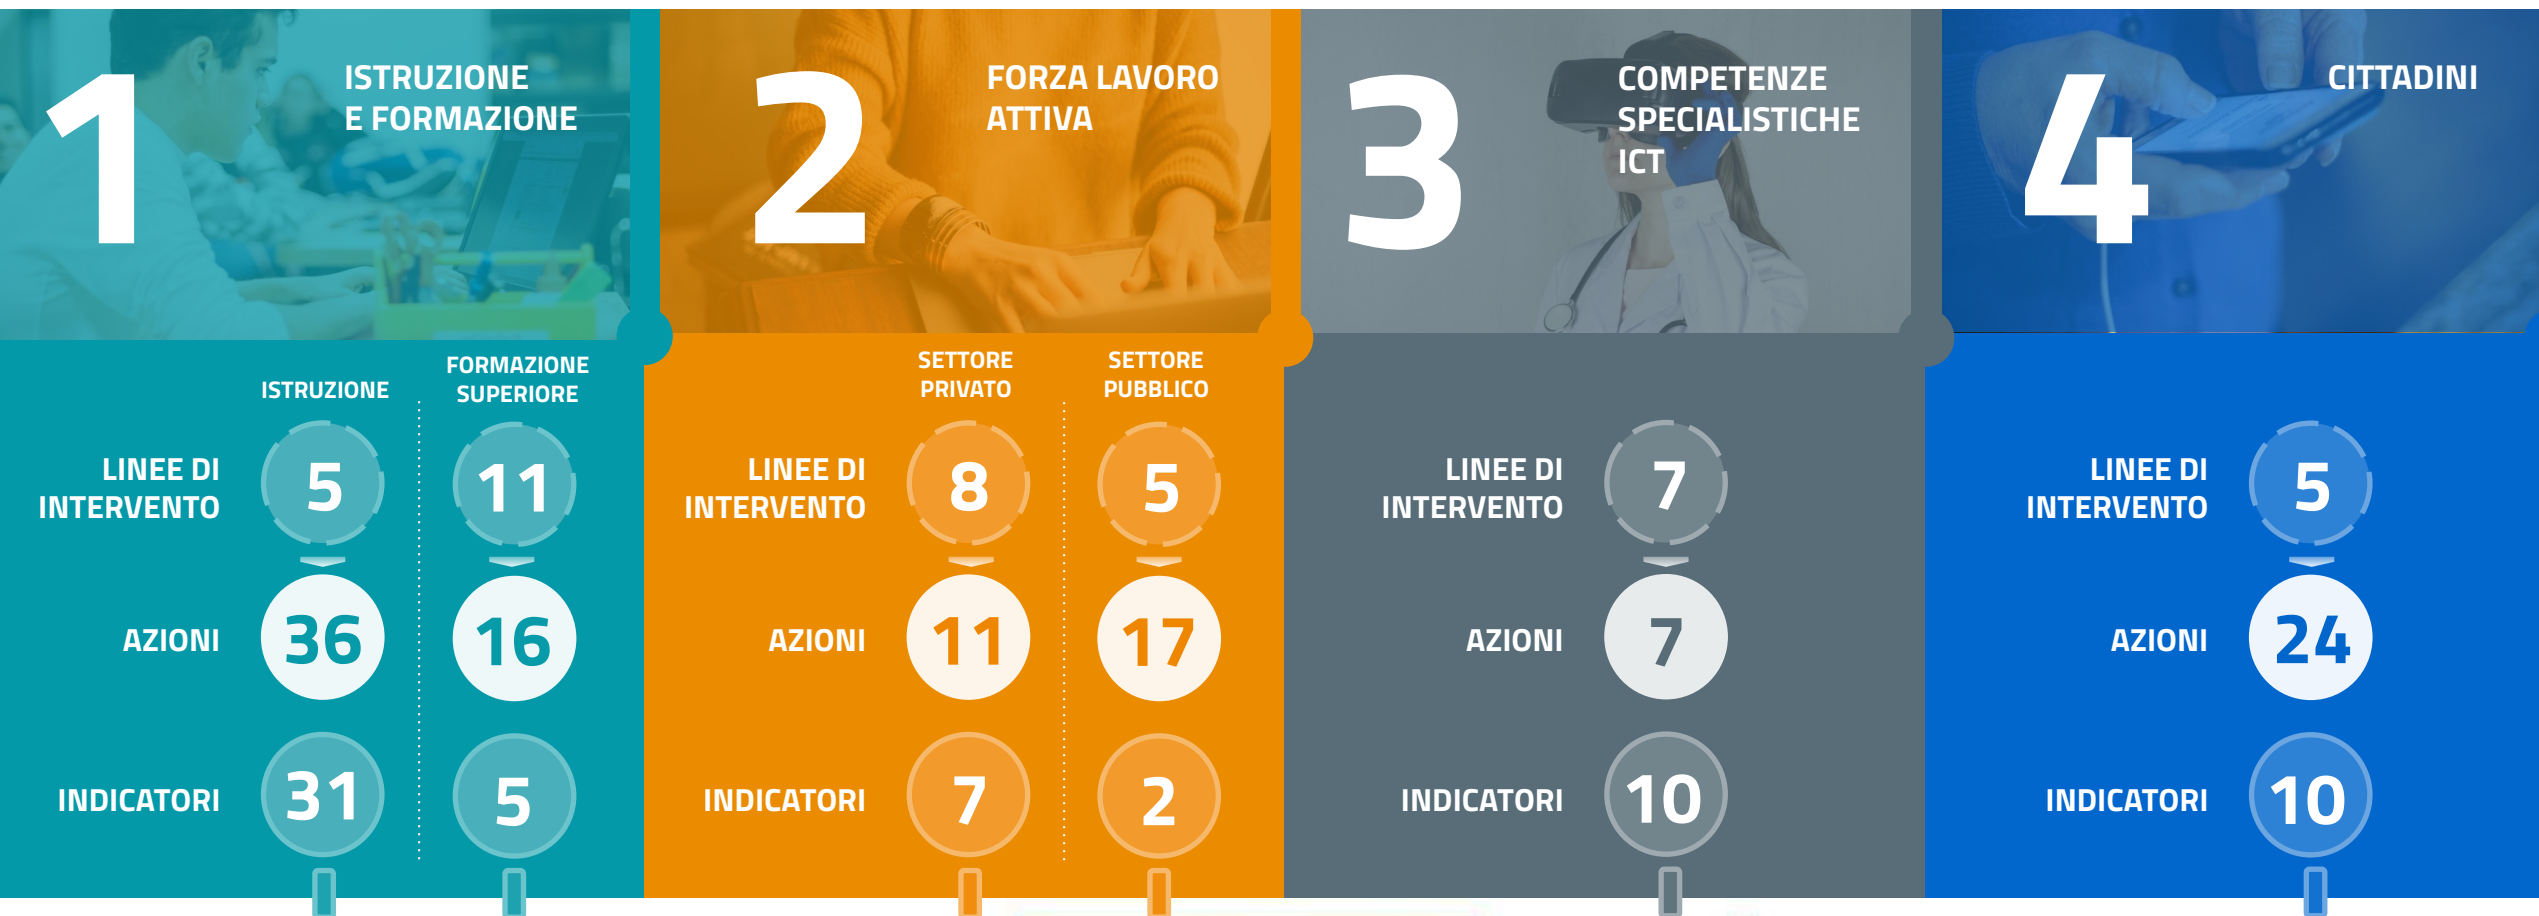 1
ISTRUZIONE
E FORMAZIONE
ISTRUZIONE
FORMAZIONE
SUPERIORE
LINEE DI
INTERVENTO
5
11
AZIONI
36
16
INDICATORI
31
5
2
FORZA LAVORO
ATTIVA
SETTORE
PRIVATO
SETTORE
PUBBLICO
LINEE DI
INTERVENTO
8
5
AZIONI
11
17
INDICATORI
7
2
3
COMPETENZE
SPECIALISTICHE
ICT
LINEE DI
INTERVENTO
7
AZIONI
7
INDICATORI
10
4
CITTADINI
LINEE DI
INTERVENTO
5
AZIONI
24
INDICATORI
10